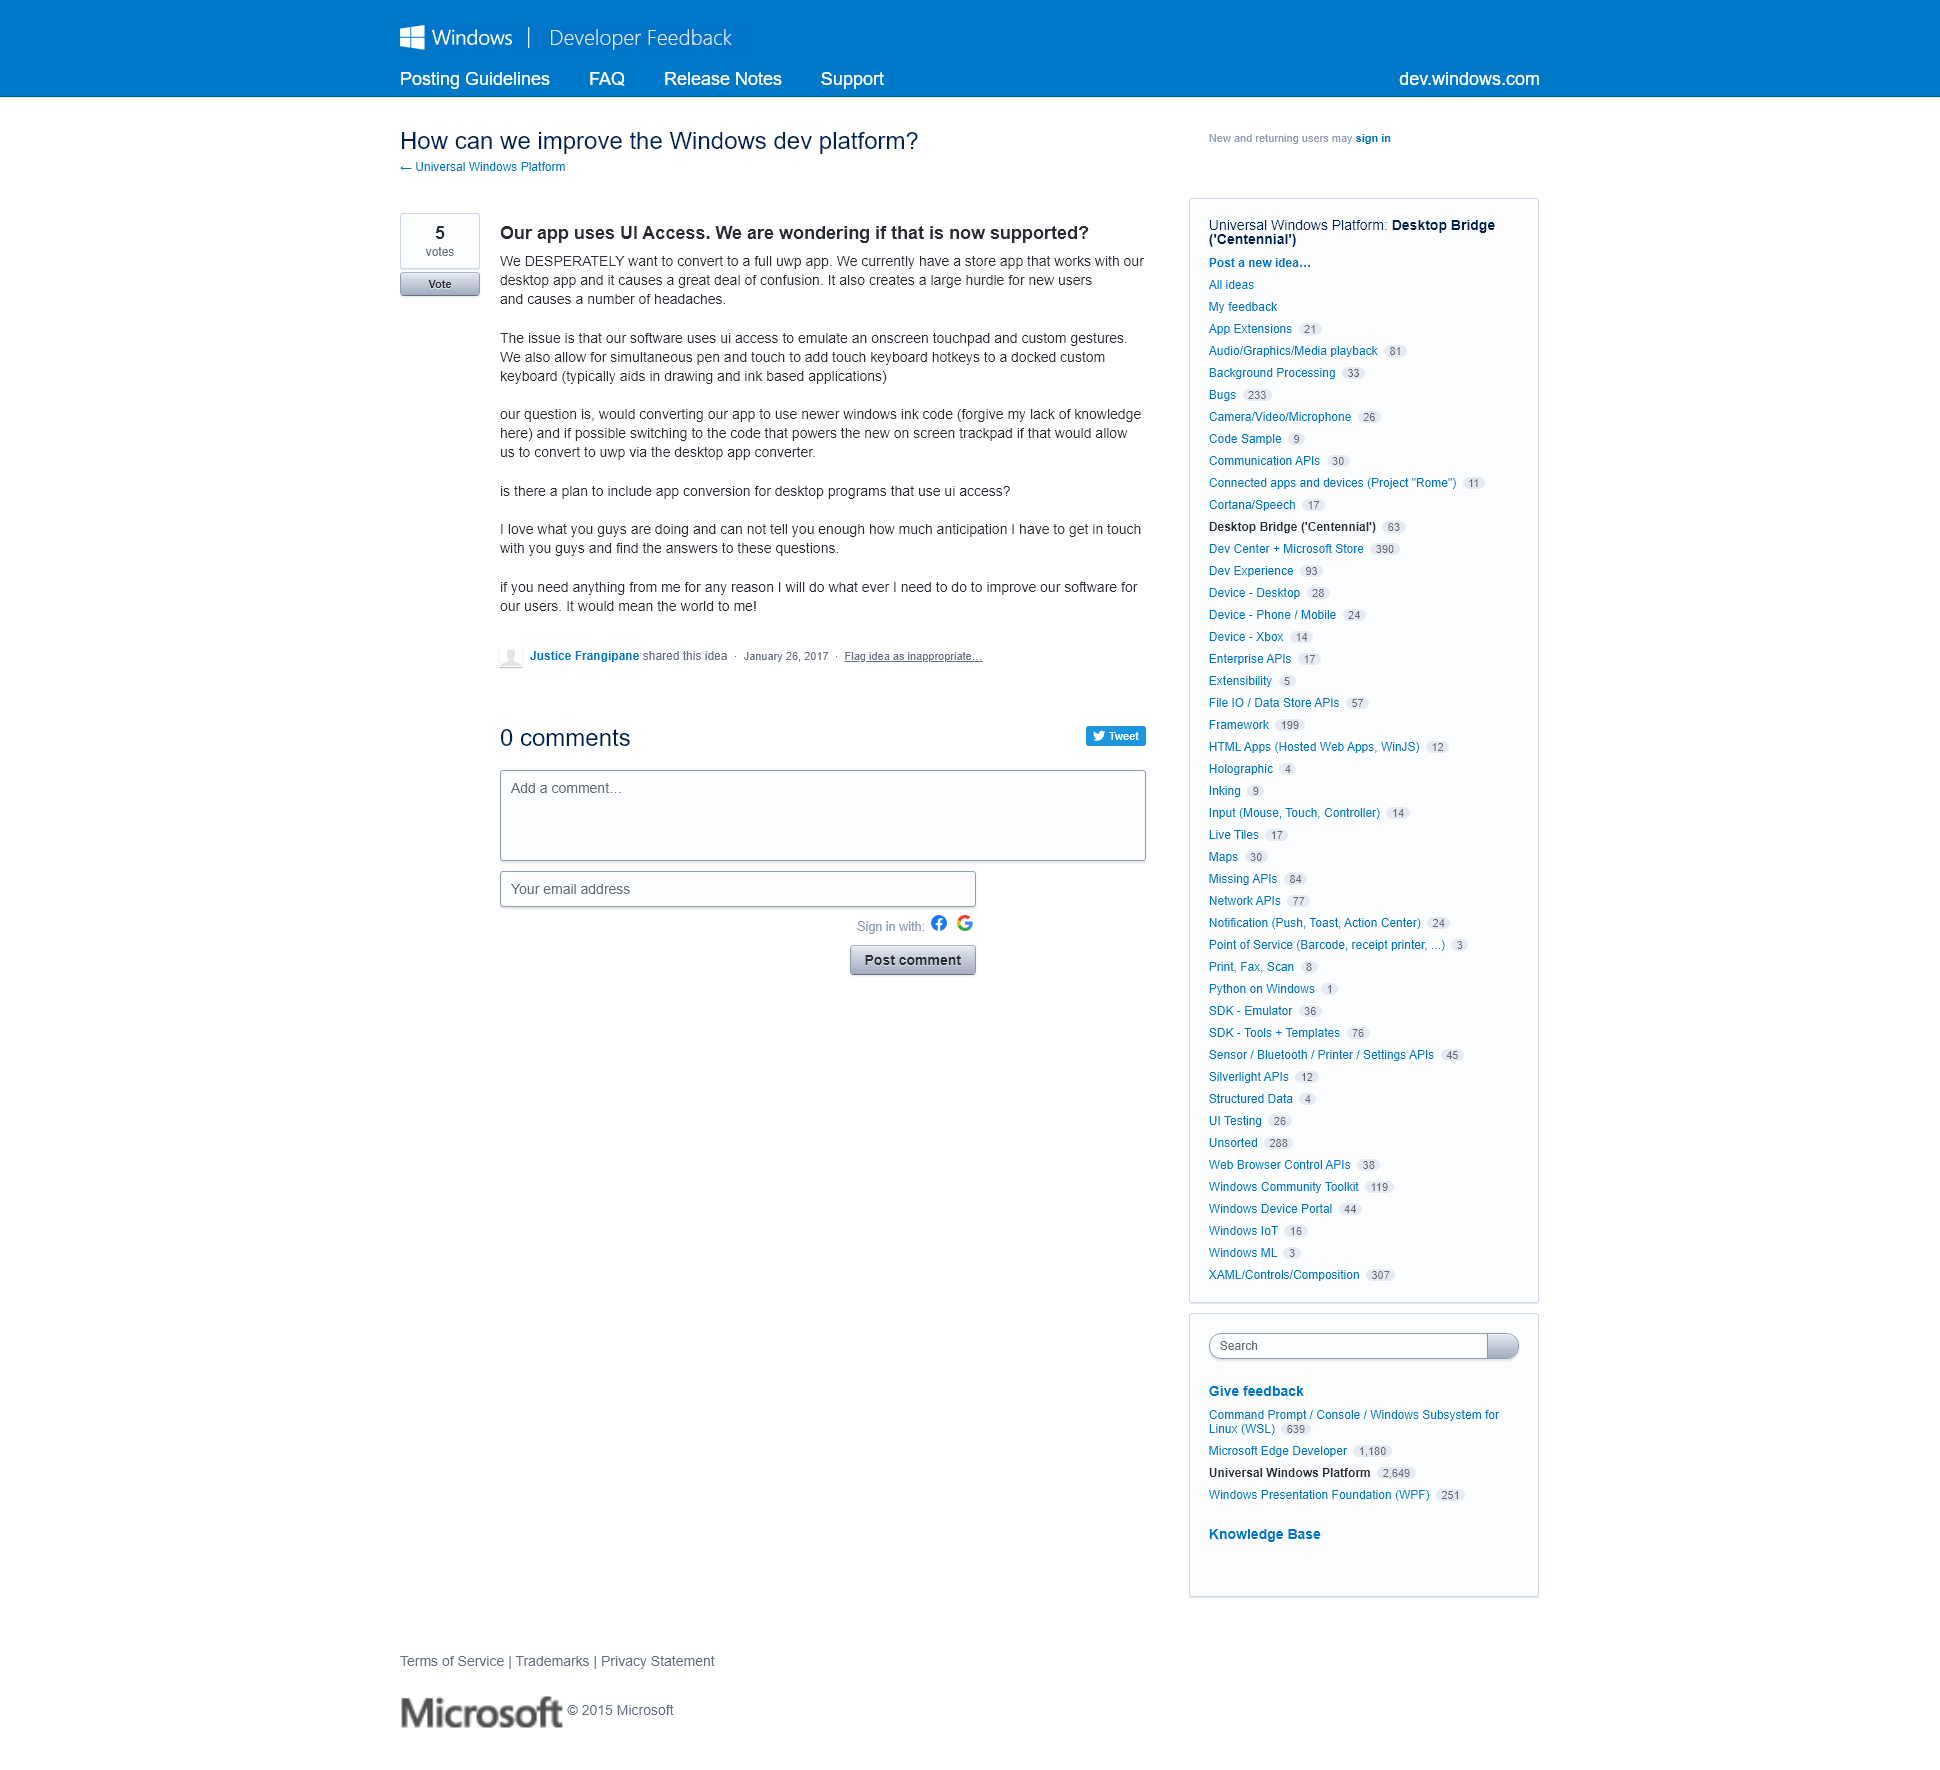 Windows | Developer Feedback
Posting Guidelines FAQ Release Notes Support dev.windows.com
How can we improve the Windows dev platform?
← Universal Windows Platform
New and returning users may sign in
5
votes
Vote
Our app uses UI Access. We are wondering if that is now supported?
We DESPERATELY want to convert to a full uwp app. We currently have a store app that works with our
desktop app and it causes a great deal of confusion. It also creates a large hurdle for new users
and causes a number of headaches.
The issue is that our software uses ui access to emulate an onscreen touchpad and custom gestures.
We also allow for simultaneous pen and touch to add touch keyboard hotkeys to a docked custom
keyboard (typically aids in drawing and ink based applications)
our question is, would converting our app to use newer windows ink code (forgive my lack of knowledge
here) and if possible switching to the code that powers the new on screen trackpad if that would allow
us to convert to uwp via the desktop app converter.
is there a plan to include app conversion for desktop programs that use ui access?
I love what you guys are doing and can not tell you enough how much anticipation I have to get in touch
with you guys and find the answers to these questions.
if you need anything from me for any reason I will do what ever I need to do to improve our software for
our users. It would mean the world to me!
Justice Frangipane shared this idea · January 26, 2017 · Flag idea as inappropriate…
0 comments
Tweet
Add a comment…
Your email address
Sign in with:
Post comment
Universal Windows Platform: Desktop Bridge
('Centennial')
Post a new idea…
All ideas
My feedback
App Extensions 21
Audio/Graphics/Media playback 81
Background Processing 33
Bugs 233
Camera/Video/Microphone 26
Code Sample 9
Communication APIs 30
Connected apps and devices (Project "Rome") 11
Cortana/Speech 17
Desktop Bridge ('Centennial') 63
Dev Center + Microsoft Store 390
Dev Experience 93
Device - Desktop 28
Device - Phone / Mobile 24
Device - Xbox 14
Enterprise APIs 17
Extensibility 5
File IO / Data Store APIs 57
Framework 199
HTML Apps (Hosted Web Apps, WinJS) 12
Holographic 4
Inking 9
Input (Mouse, Touch, Controller) 14
Live Tiles 17
Maps 30
Missing APIs 84
Network APIs 77
Notification (Push, Toast, Action Center) 24
Point of Service (Barcode, receipt printer, ...) 3
Print, Fax, Scan 8
Python on Windows 1
SDK - Emulator 36
SDK - Tools + Templates 76
Sensor / Bluetooth / Printer / Settings APIs 45
Silverlight APIs 12
Structured Data 4
UI Testing 26
Unsorted 288
Web Browser Control APIs 38
Windows Community Toolkit 119
Windows Device Portal 44
Windows IoT 16
Windows ML 3
XAML/Controls/Composition 307
Search
Give feedback
Command Prompt / Console / Windows Subsystem for
Linux (WSL) 639
Microsoft Edge Developer 1,180
Universal Windows Platform 2,649
Windows Presentation Foundation (WPF) 251
Knowledge Base
Terms of Service | Trademarks | Privacy Statement
Microsoft © 2015 Microsoft